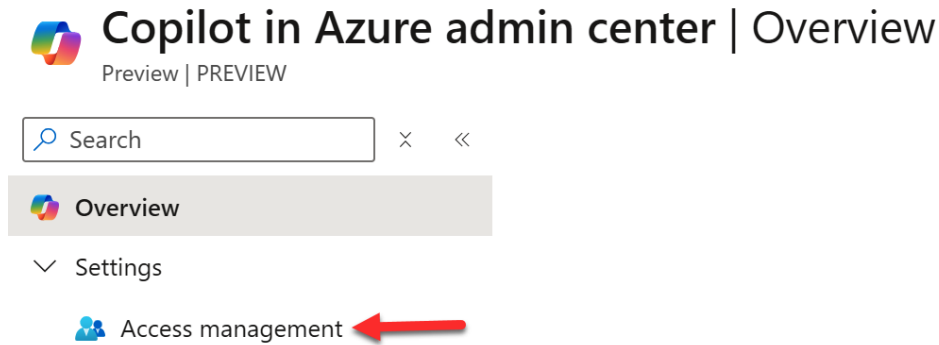 Copilot in Azure admin center | Overview
Preview | PREVIEW
Search
Overview
Settings
Access management